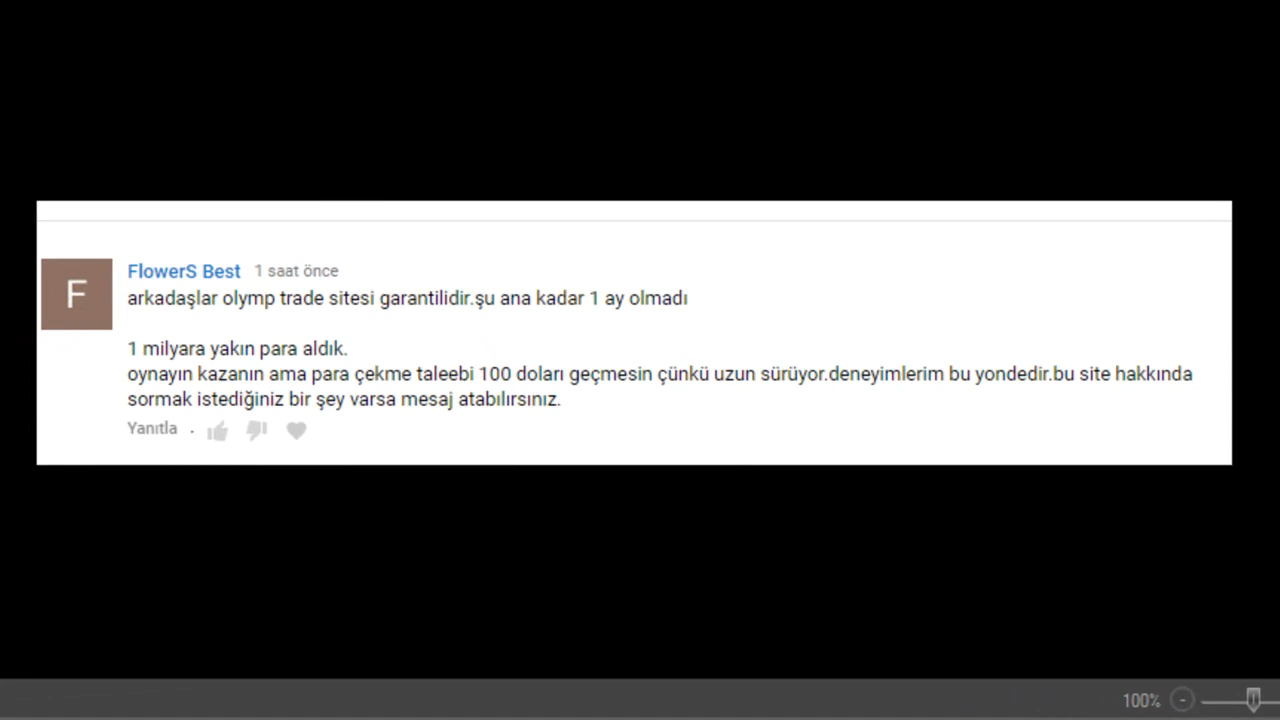 F
FlowerS Best 1 saat önce
arkadaşlar olymp trade sitesi garantilidir.şu ana kadar 1 ay olmadı
1 milyara yakın para aldık.
oynayın kazanın ama para çekme taleebi 100 doları geçmesin çünkü uzun sürüyor.deneyimlerim bu yondedir.bu site hakkında
sormak istediğiniz bir şey varsa mesaj atabılırsınız.
Yanıtla .
100%